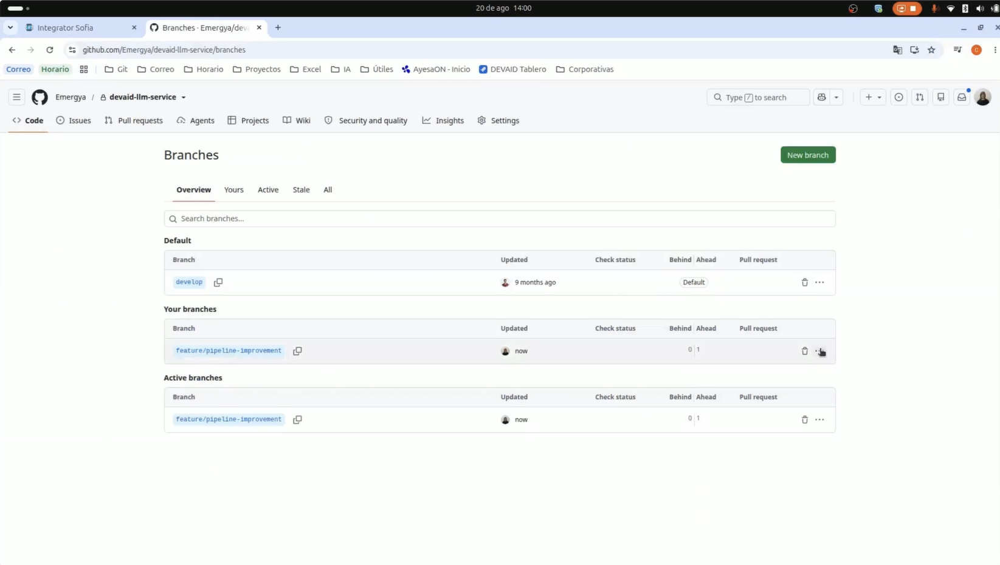 20 de ago 14:00
Integrator Sofia
Branches · Emergya/deva
github.com/Emergya/devaid-llm-service/branches
Correo Horario Git Correo Horario Proyectos Excel IA Útiles AyesaON - Inicio DEVAID Tablero Corporativas
Emergya / devaid-llm-service Type / to search
Code Issues Pull requests Agents Projects Wiki Security and quality Insights Settings
Branches New branch
Overview Yours Active Stale All
Search branches...
Default
Branch Updated Check status Behind Ahead Pull request
develop 9 months ago Default
Your branches
Branch Updated Check status Behind Ahead Pull request
feature/pipeline-improvement now 0 1
Active branches
Branch Updated Check status Behind Ahead Pull request
feature/pipeline-improvement now 0 1